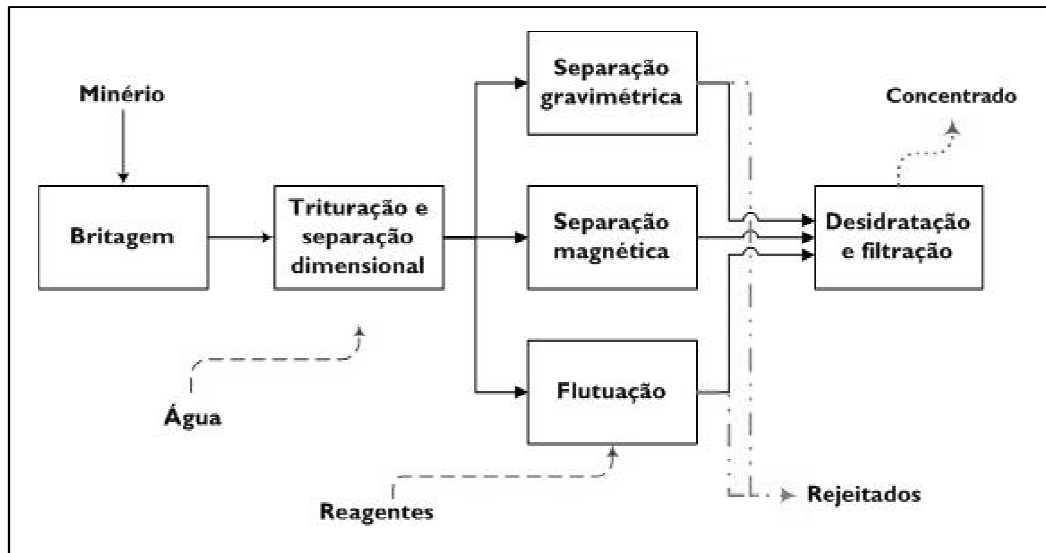 Minério
Britagem
Trituração e
separação
dimensional
Água
Separação
gravimétrica
Separação
magnética
Flutuação
Reagentes
Concentrado
Desidratação
e filtração
Rejeitados